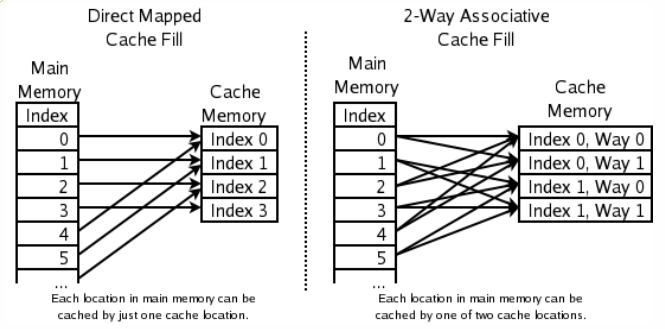 Direct Mapped
Cache Fill
Main
Memory
Index
0
1
2
3
4
5
...
Cache
Memory
Index 0
Index 1
Index 2
Index 3
Each location in main memory can be
cached by just one cache location.
2-Way Associative
Cache Fill
Main
Memory
Index
0
1
2
3
4
5
...
Cache
Memory
Index 0, Way 0
Index 0, Way 1
Index 1, Way 0
Index 1, Way 1
Each location in main memory can be
cached by one of two cache locations.